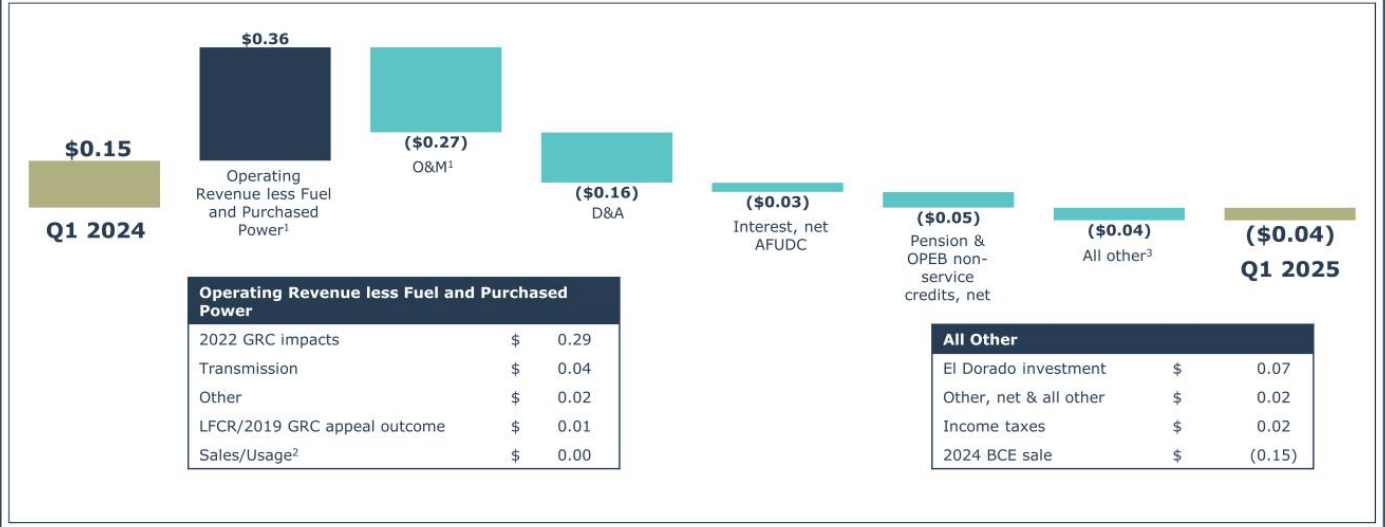 $0.15
Q1 2024
$0.36
Operating
Revenue less Fuel
and Purchased
Power¹
($0.27)
O&M¹
($0.16)
D&A
($0.03)
Interest, net
AFUDC
($0.05)
Pension &
OPEB non-
service
credits, net
($0.04)
All other³
($0.04)
Q1 2025
Operating Revenue less Fuel and Purchased
Power
2022 GRC impacts $ 0.29
Transmission $ 0.04
Other $ 0.02
LFCR/2019 GRC appeal outcome $ 0.01
Sales/Usage² $ 0.00
All Other
El Dorado investment $ 0.07
Other, net & all other $ 0.02
Income taxes $ 0.02
2024 BCE sale $ (0.15)